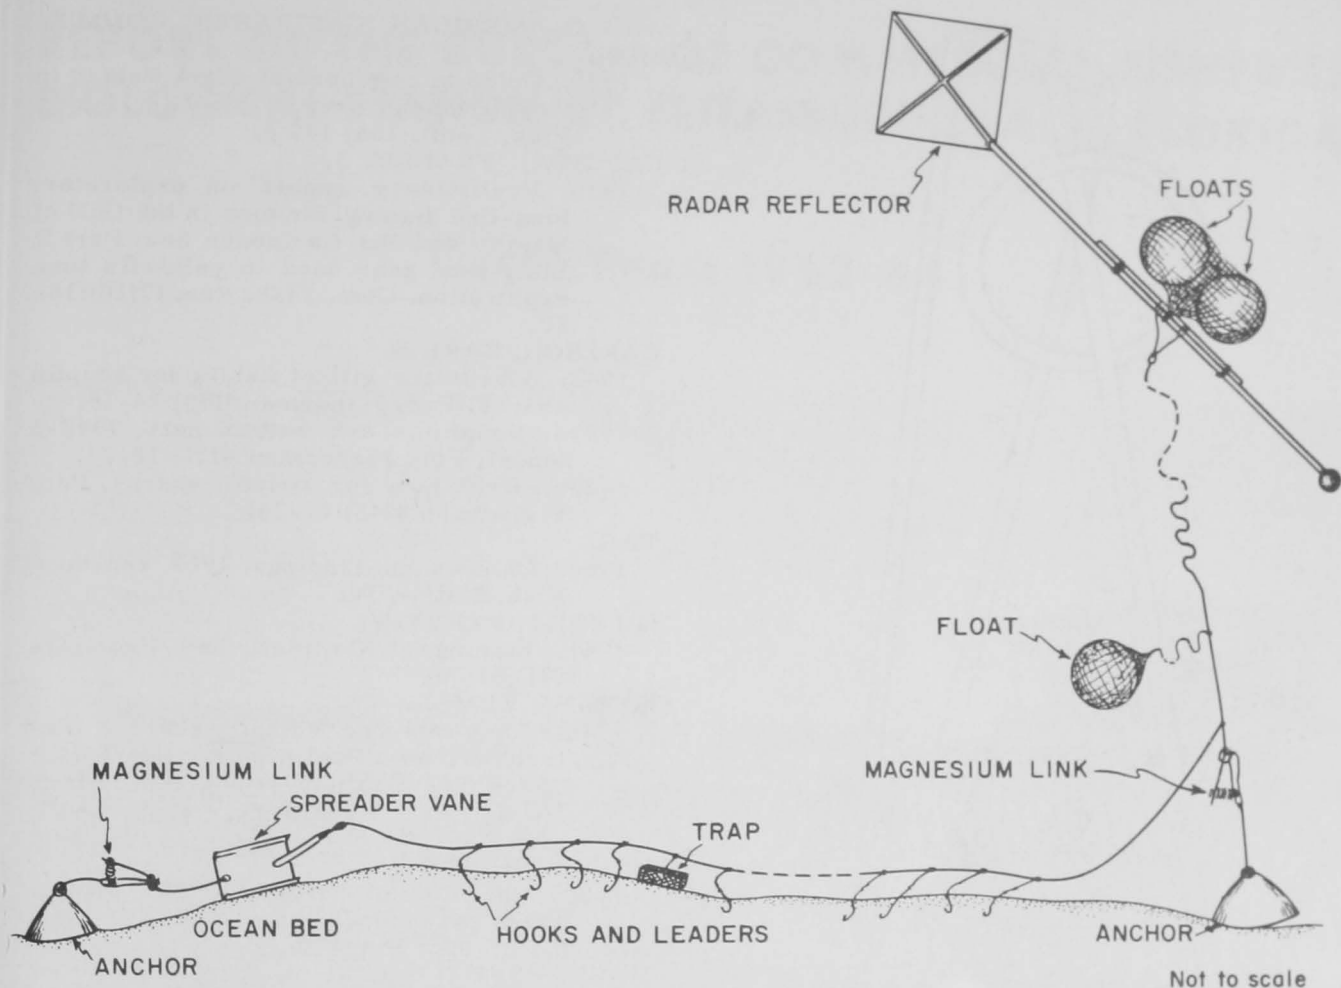 RADAR REFLECTOR
FLOATS
FLOAT
MAGNESIUM LINK
MAGNESIUM LINK
SPREADER VANE
TRAP
OCEAN BED
HOOKS AND LEADERS
ANCHOR
ANCHOR
Not to scale